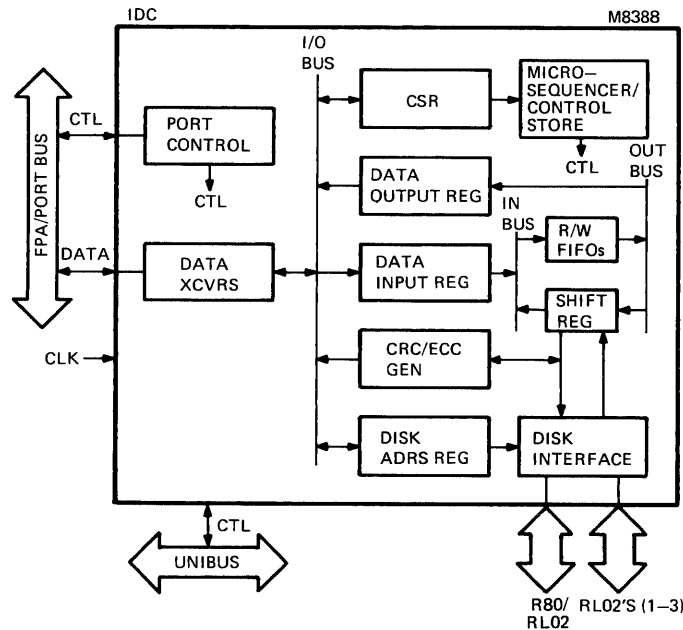 IDC
M8388
I/O
BUS
MICRO—
SEQUENCER/
CONTROL
STORE
CSR
CTL
PORT
CONTROL
CTL
CTL
OUT
BUS
DATA
OUTPUT REG
IN
BUS
R/W
FIFOs
FPA/PORT BUS
DATA
DATA
XCVRS
DATA
INPUT REG
SHIFT
REG
CLK
CRC/ECC
GEN
DISK
ADRS REG
DISK
INTERFACE
CTL
UNIBUS
R80/
RL02
RL02'S (1—3)